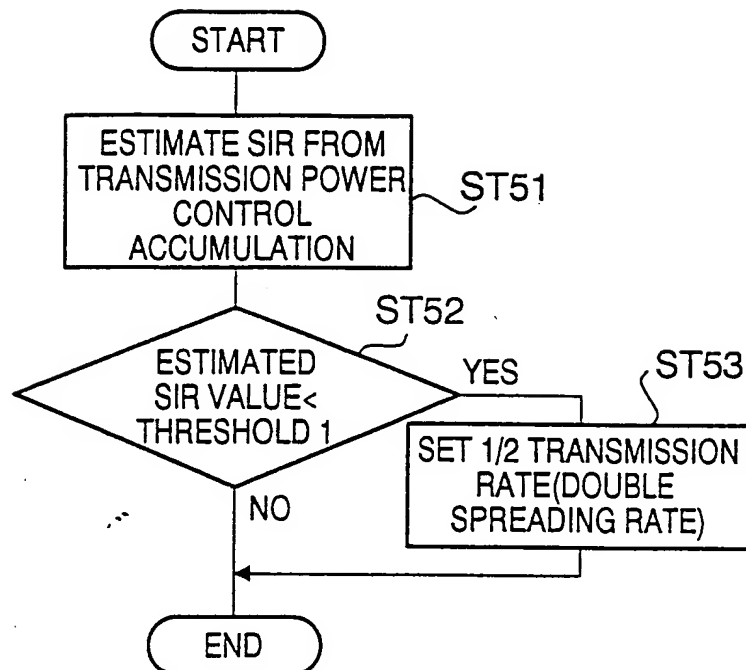 START
ESTIMATE SIR FROM
TRANSMISSION POWER
CONTROL
ACCUMULATION
ST51
ST52
ESTIMATED
SIR VALUE<
THRESHOLD 1
YES
ST53
SET 1/2 TRANSMISSION
RATE(DOUBLE
SPREADING RATE)
NO
END